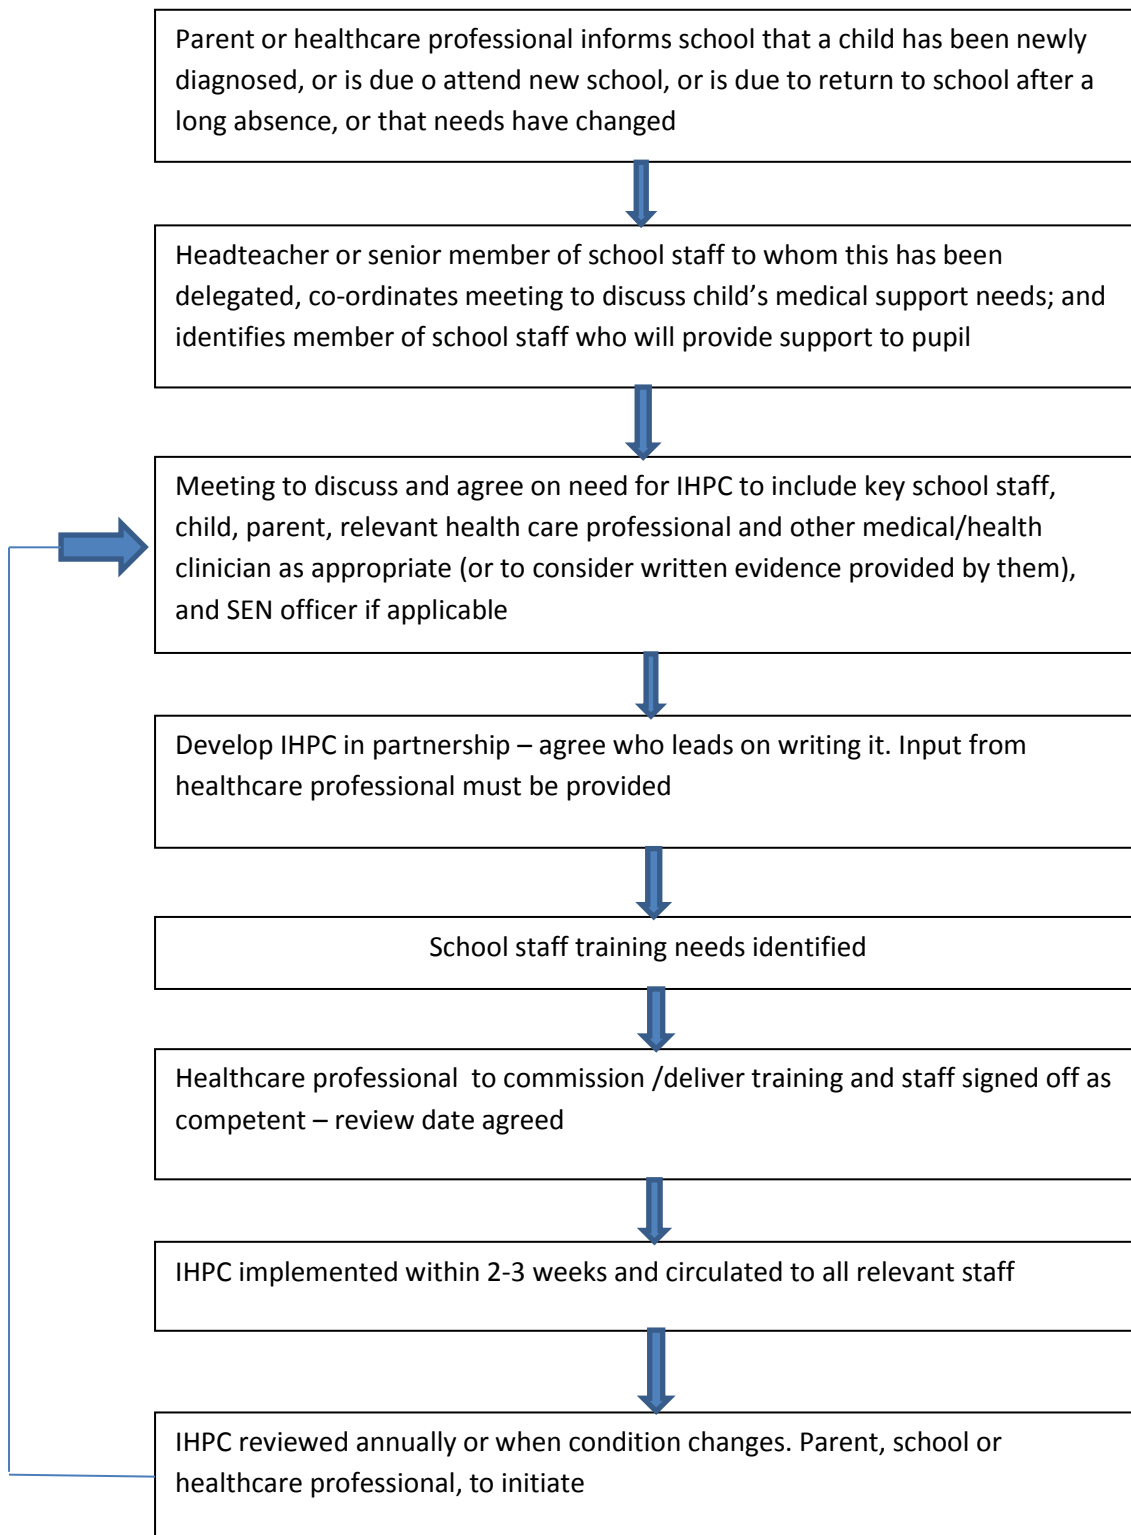 Parent or healthcare professional informs school that a child has been newly
diagnosed, or is due o attend new school, or is due to return to school after a
long absence, or that needs have changed
Headteacher or senior member of school staff to whom this has been
delegated, co-ordinates meeting to discuss child’s medical support needs; and
identifies member of school staff who will provide support to pupil
Meeting to discuss and agree on need for IHPC to include key school staff,
child, parent, relevant health care professional and other medical/health
clinician as appropriate (or to consider written evidence provided by them),
and SEN officer if applicable
Develop IHPC in partnership – agree who leads on writing it. Input from
healthcare professional must be provided
School staff training needs identified
Healthcare professional  to commission /deliver training and staff signed off as
competent – review date agreed
IHPC implemented within 2-3 weeks and circulated to all relevant staff
IHPC reviewed annually or when condition changes. Parent, school or
healthcare professional, to initiate